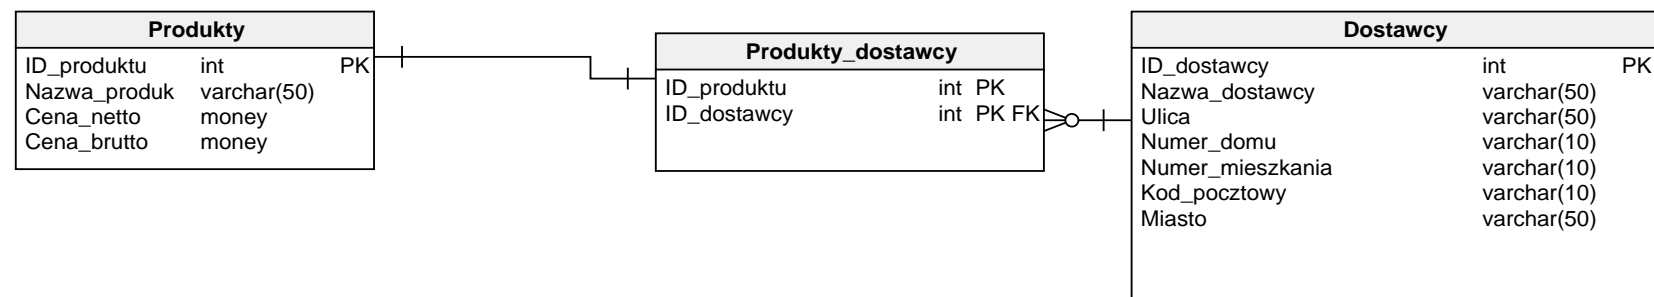 Produkty
ID_produktu int PK
Nazwa_produk varchar(50)
Cena_netto money
Cena_brutto money
Produkty_dostawcy
ID_produktu int PK
ID_dostawcy int PK FK
Dostawcy
ID_dostawcy int PK
Nazwa_dostawcy varchar(50)
Ulica varchar(50)
Numer_domu varchar(10)
Numer_mieszkania varchar(10)
Kod_pocztowy varchar(10)
Miasto varchar(50)